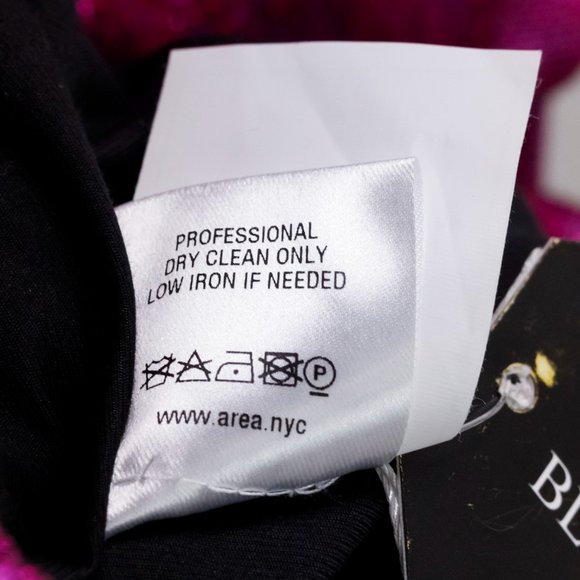 PROFESSIONAL
DRY CLEAN ONLY
LOW IRON IF NEEDED
P
www.area.nyc